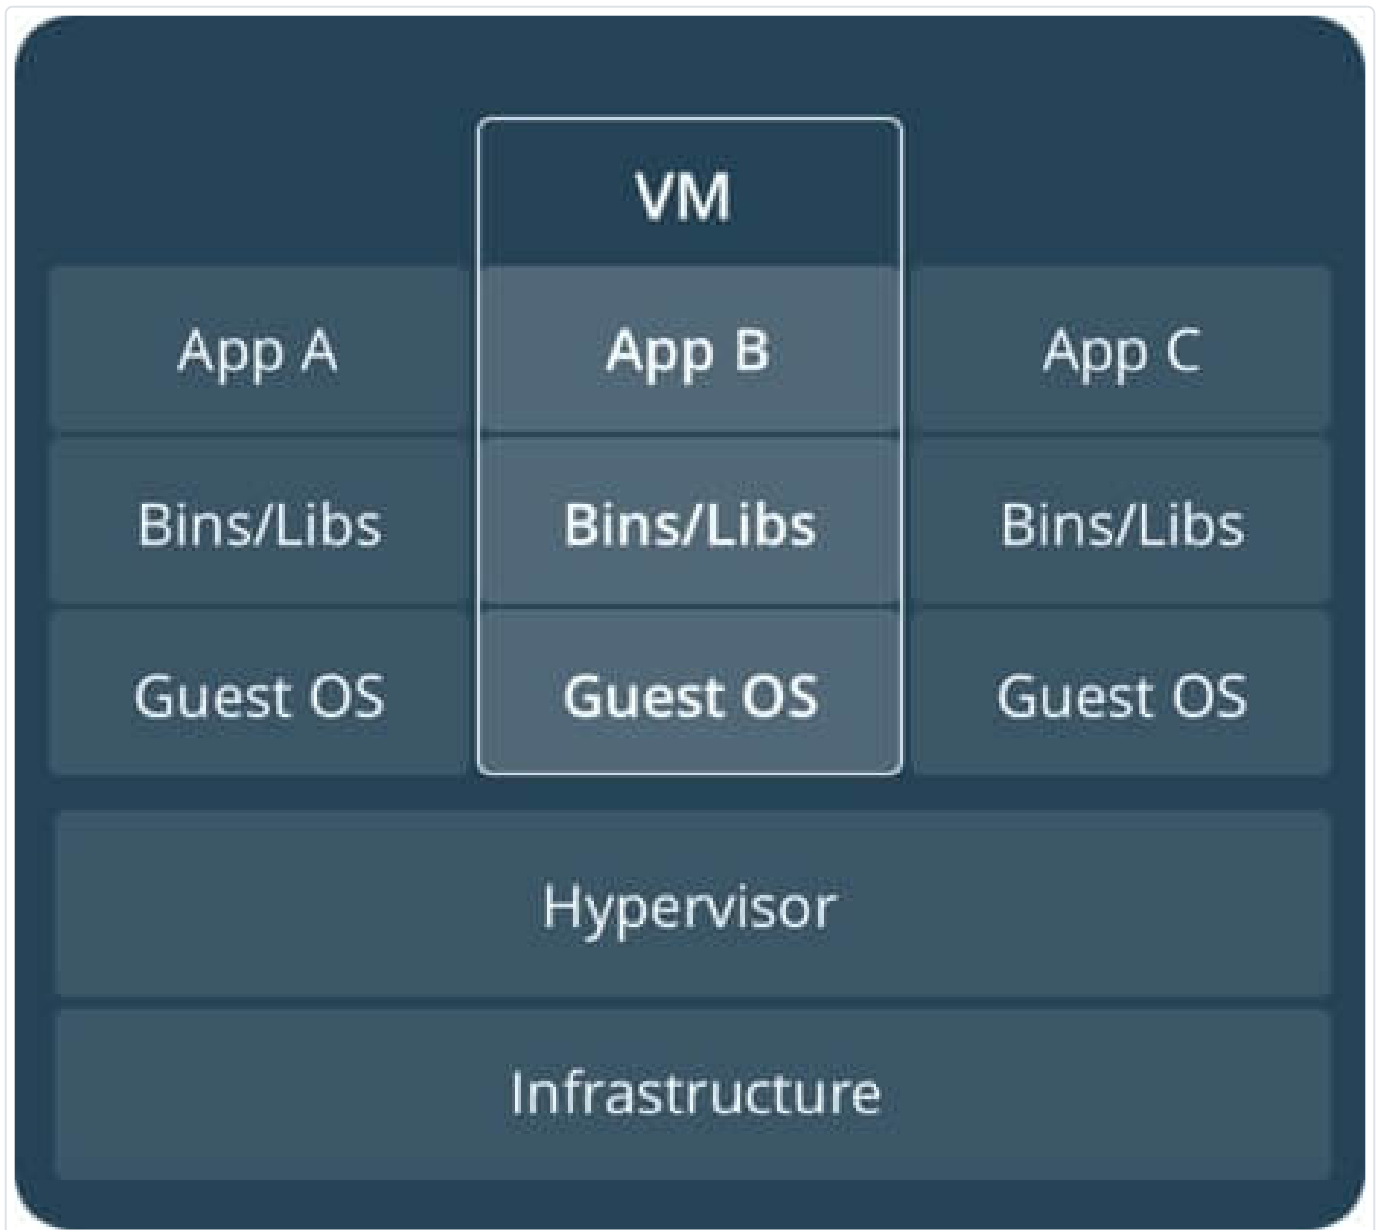 VM
App A App B App C
Bins/Libs Bins/Libs Bins/Libs
Guest OS Guest OS Guest OS
Hypervisor
Infrastructure